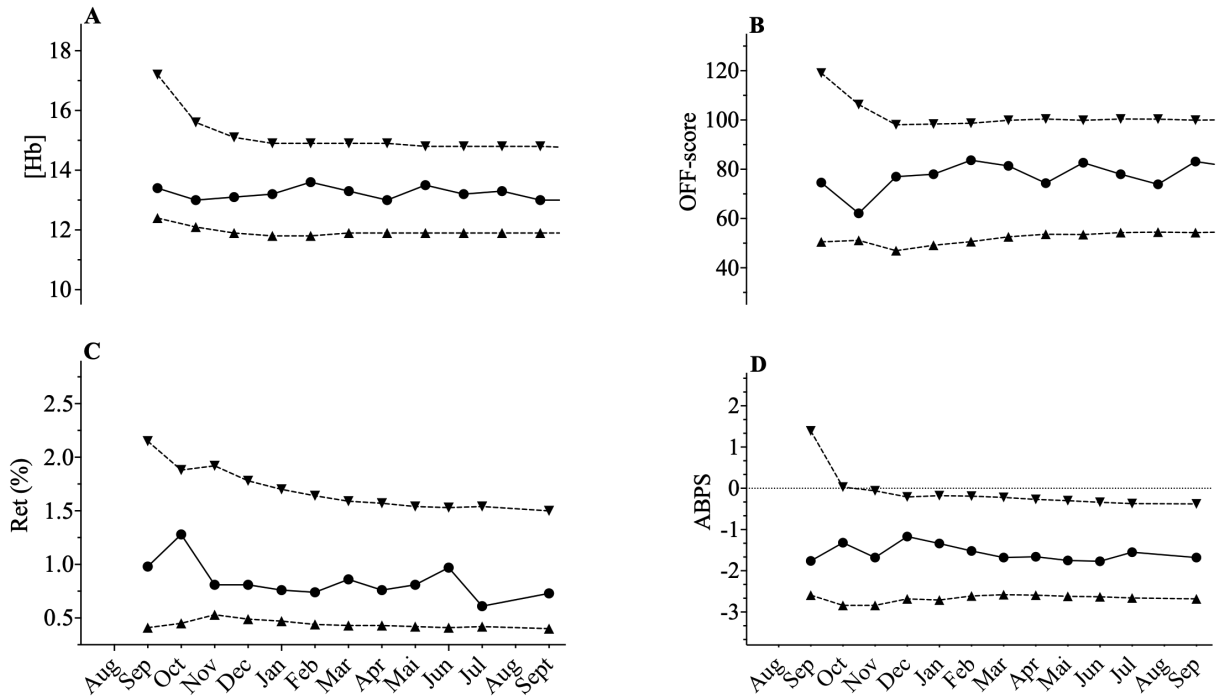 A
18
16
14
12
10
[Hb]
B
120
100
80
60
40
OFF-score
C
2.5
2.0
1.5
1.0
0.5
Ret (%)
Aug Sep Oct Nov Dec Jan Feb Mar Apr Mai Jun Jul Aug Sept
D
2
1
0
-1
-2
-3
ABPS
Aug Sep Oct Nov Dec Jan Feb Mar Apr Mai Jun Jul Aug Sep